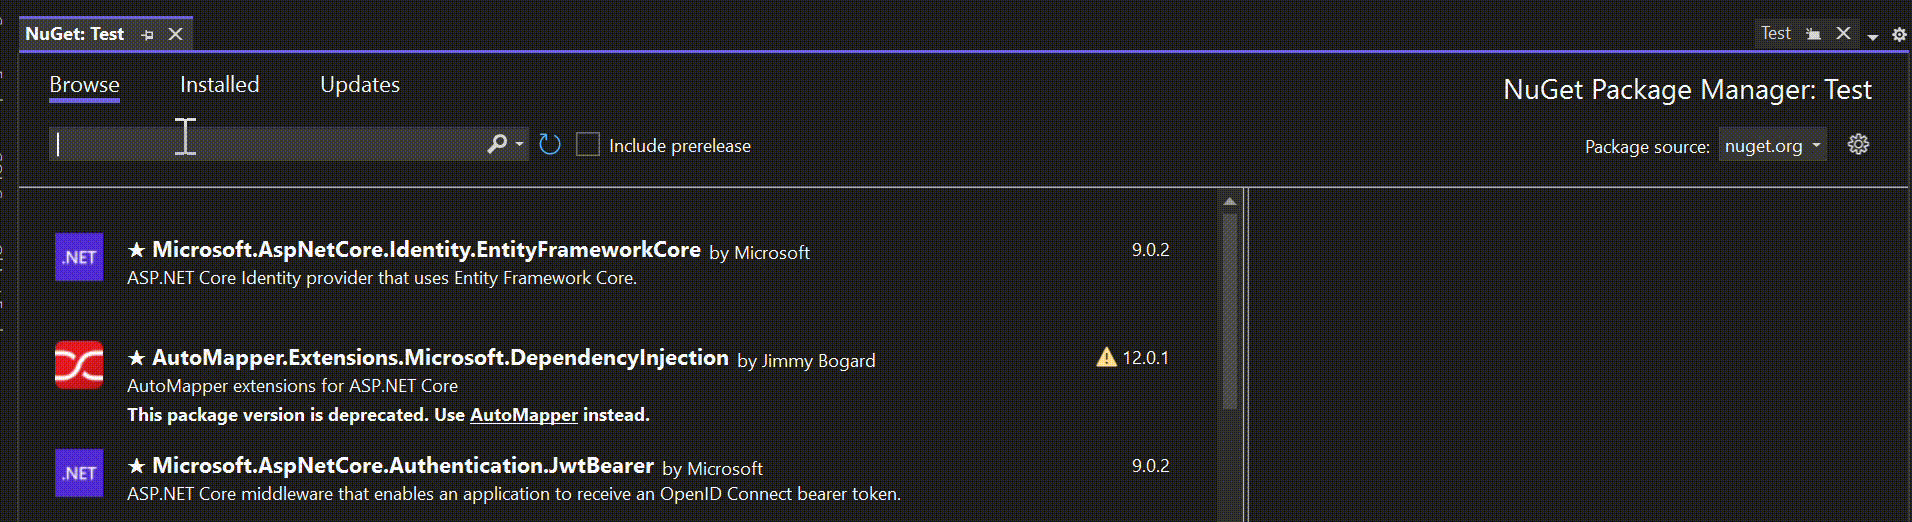 NuGet: Test
Test
Browse Installed Updates
NuGet Package Manager: Test
Include prerelease
Package source: nuget.org
.NET
★ Microsoft.AspNetCore.Identity.EntityFrameworkCore by Microsoft 9.0.2
ASP.NET Core Identity provider that uses Entity Framework Core.
★ AutoMapper.Extensions.Microsoft.DependencyInjection by Jimmy Bogard 12.0.1
AutoMapper extensions for ASP.NET Core
This package version is deprecated. Use AutoMapper instead.
.NET
★ Microsoft.AspNetCore.Authentication.JwtBearer by Microsoft 9.0.2
ASP.NET Core middleware that enables an application to receive an OpenID Connect bearer token.